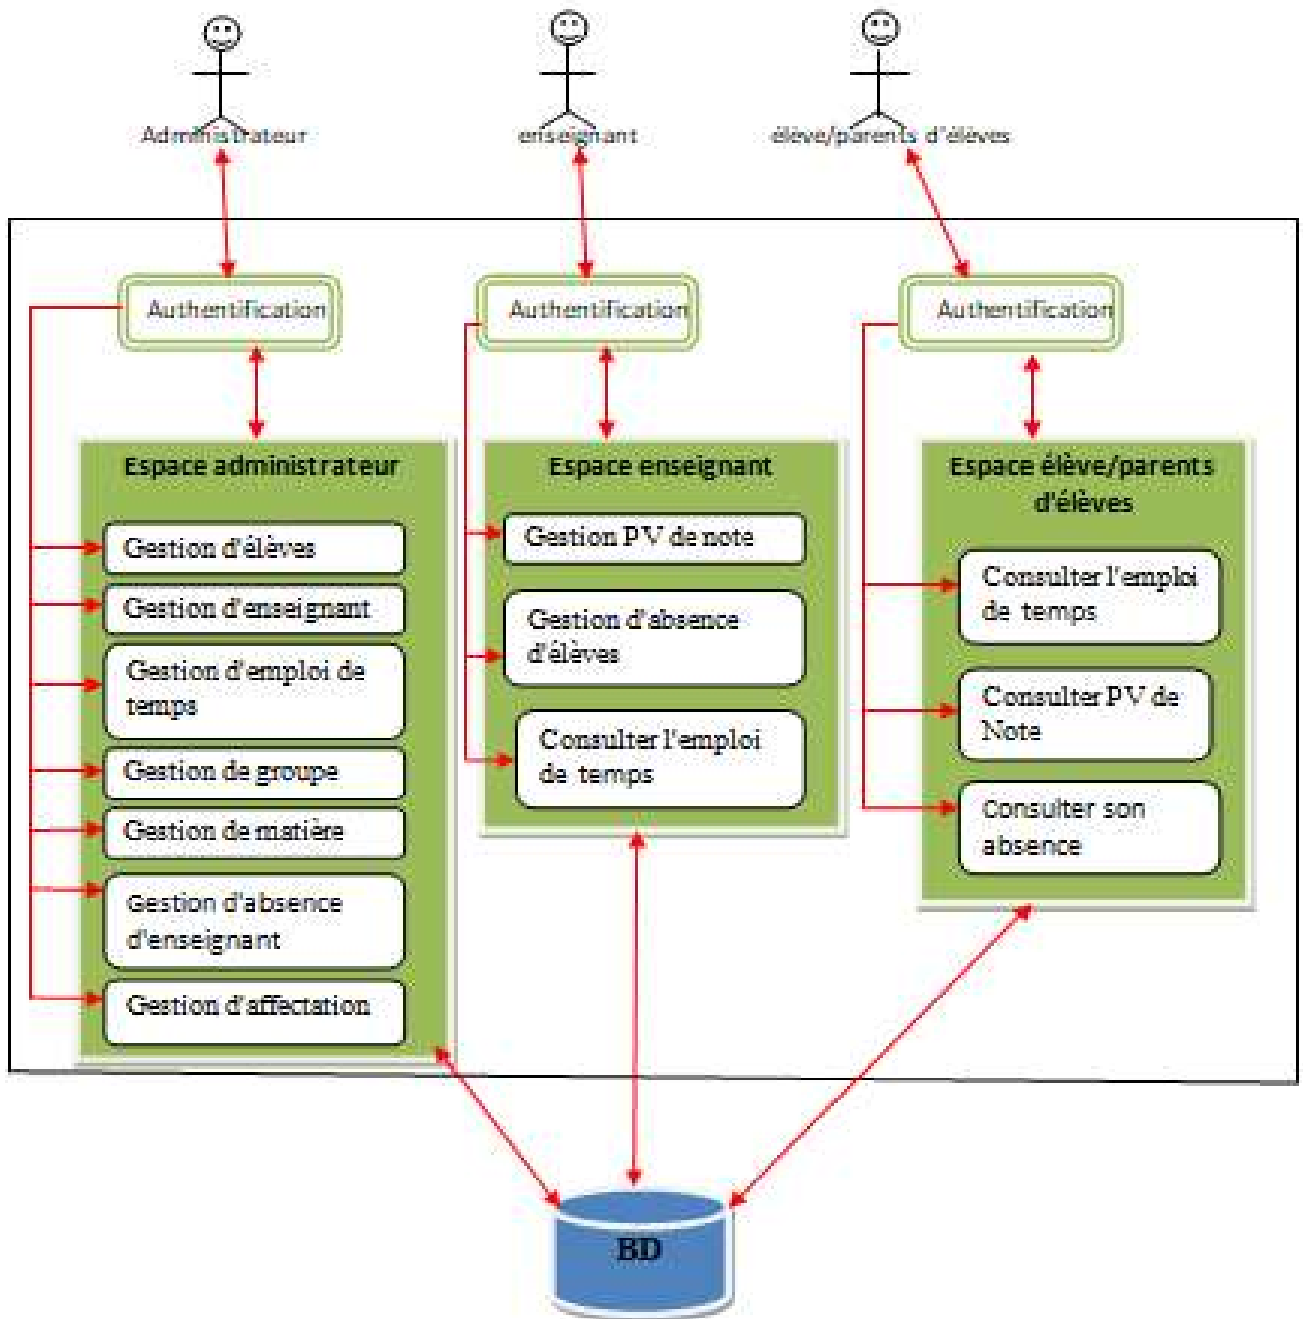 Administrateur
enseignant
élève/parents d'élèves
Authentification
Authentification
Authentification
Espace administrateur
Gestion d'élèves
Gestion d'enseignant
Gestion d'emploi de
temps
Gestion de groupe
Gestion de matière
Gestion d'absence
d'enseignant
Gestion d'affectation
Espace enseignant
Gestion PV de note
Gestion d'absence
d'élèves
Consulter l'emploi
de temps
Espace élève/parents
d'élèves
Consulter l'emploi
de temps
Consulter PV de
Note
Consulter son
absence
BD